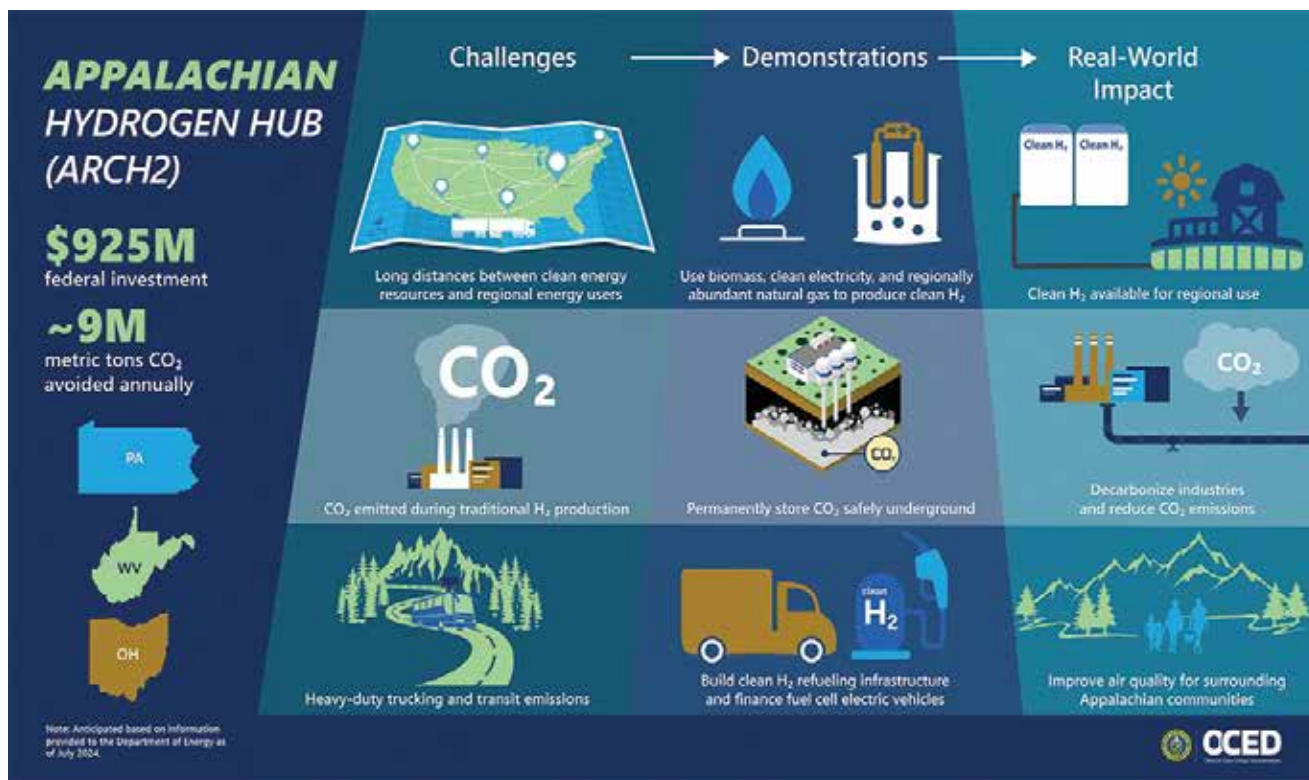 APPALACHIAN
HYDROGEN HUB
(ARCH2)
$925M
federal investment
~9M
metric tons CO₂
avoided annually
PA
WV
OH
Note: Anticipated based on information
provided to the Department of Energy as
of July 2024.
Challenges
Demonstrations
Real-World
Impact
Long distances between clean energy
resources and regional energy users
Use biomass, clean electricity, and regionally
abundant natural gas to produce clean H₂
Clean H₂ Clean H₂
Clean H₂ available for regional use
CO₂
CO₂ emitted during traditional H₂ production
CO₂
Permanently store CO₂ safely underground
CO₂
Decarbonize industries
and reduce CO₂ emissions
Heavy-duty trucking and transit emissions
clean
H₂
Build clean H₂ refueling infrastructure
and finance fuel cell electric vehicles
Improve air quality for surrounding
Appalachian communities
OCED